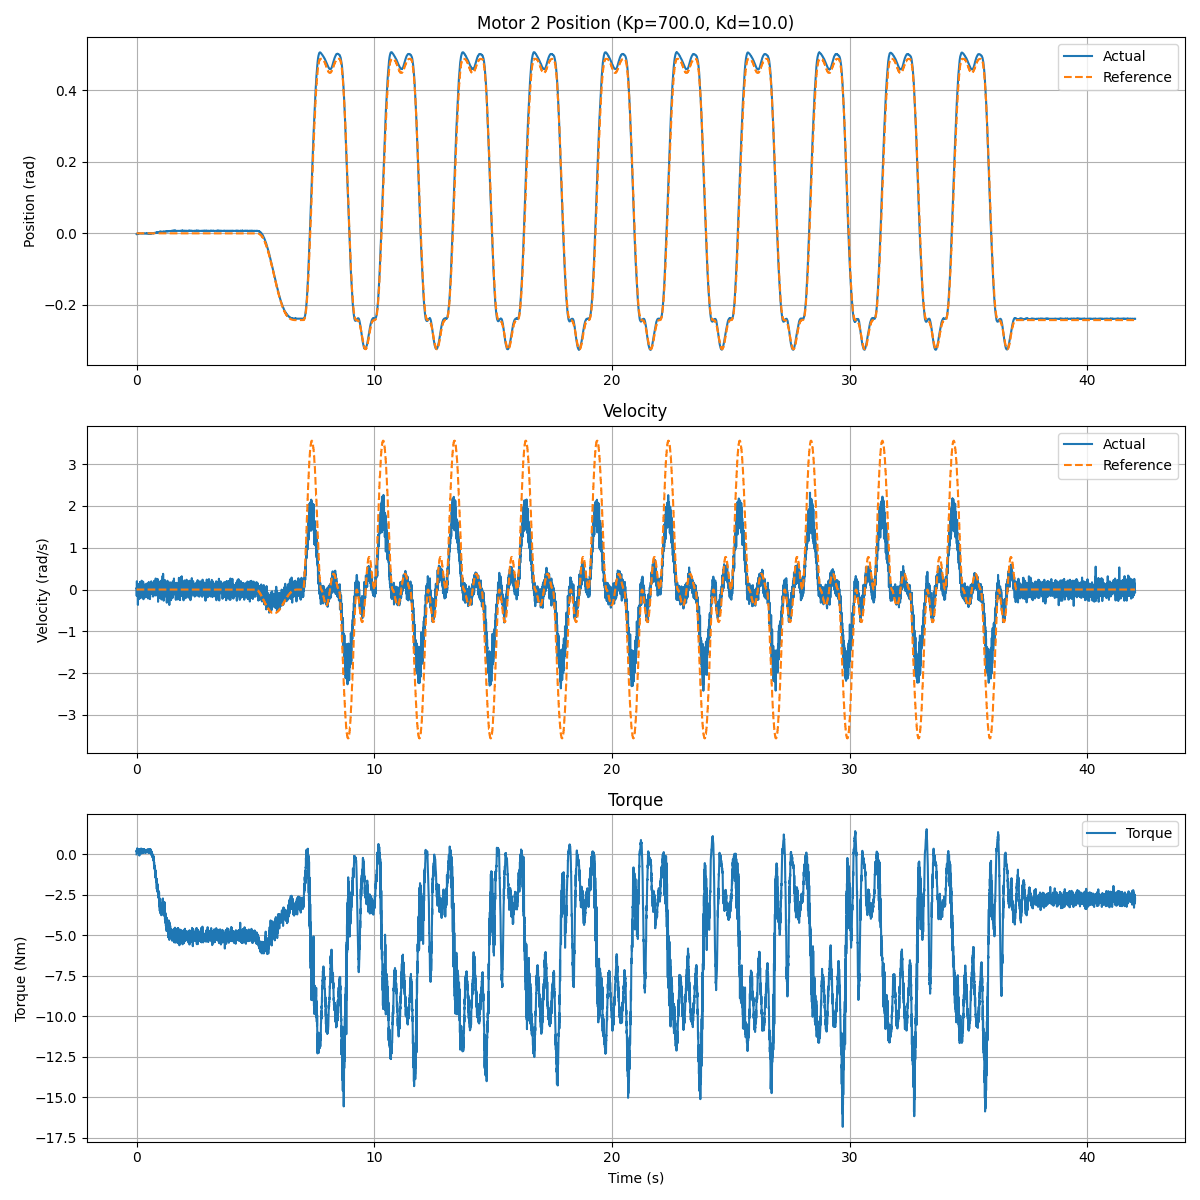 Motor 2 Position (Kp=700.0, Kd=10.0)
Position (rad)
0.4
0.2
0.0
−0.2
Actual
Reference
0 10 20 30 40
Velocity
Velocity (rad/s)
3
2
1
0
−1
−2
−3
Actual
Reference
0 10 20 30 40
Torque
Torque (Nm)
0.0
−2.5
−5.0
−7.5
−10.0
−12.5
−15.0
−17.5
Torque
0 10 20 30 40
Time (s)